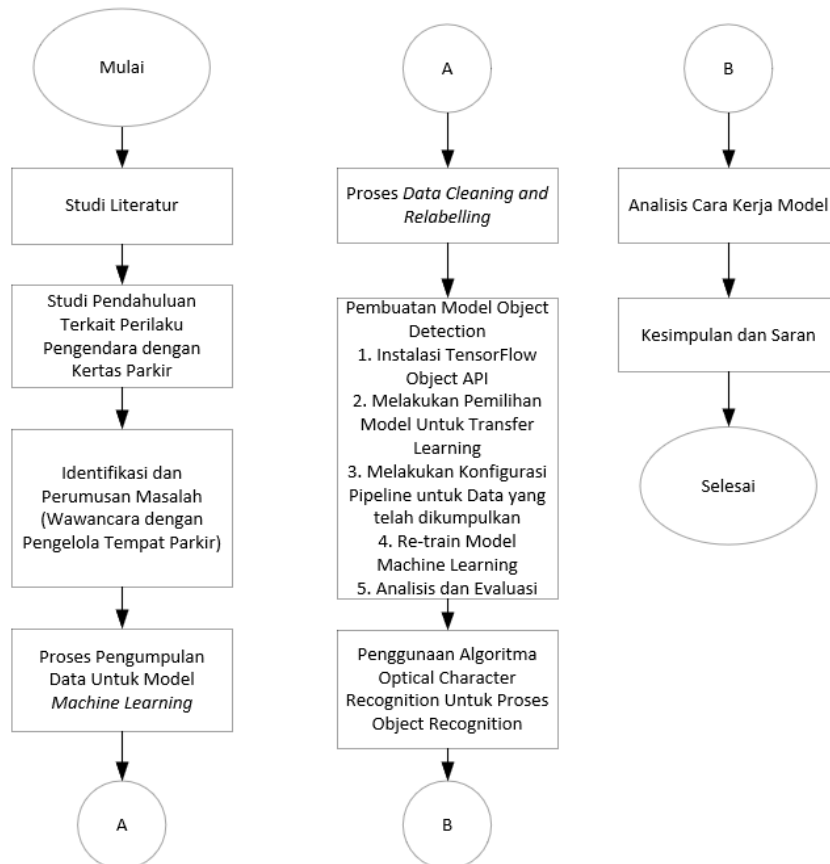 Mulai
Studi Literatur
Studi Pendahuluan
Terkait Perilaku
Pengendara dengan
Kertas Parkir
Identifikasi dan
Perumusan Masalah
(Wawancara dengan
Pengelola Tempat Parkir)
Proses Pengumpulan
Data Untuk Model
Machine Learning
A
A
Proses Data Cleaning and
Relabelling
Pembuatan Model Object
Detection
1. Instalasi TensorFlow
Object API
2. Melakukan Pemilihan
Model Untuk Transfer
Learning
3. Melakukan Konfigurasi
Pipeline untuk Data yang
telah dikumpulkan
4. Re-train Model
Machine Learning
5. Analisis dan Evaluasi
Penggunaan Algoritma
Optical Character
Recognition Untuk Proses
Object Recognition
B
B
Analisis Cara Kerja Model
Kesimpulan dan Saran
Selesai